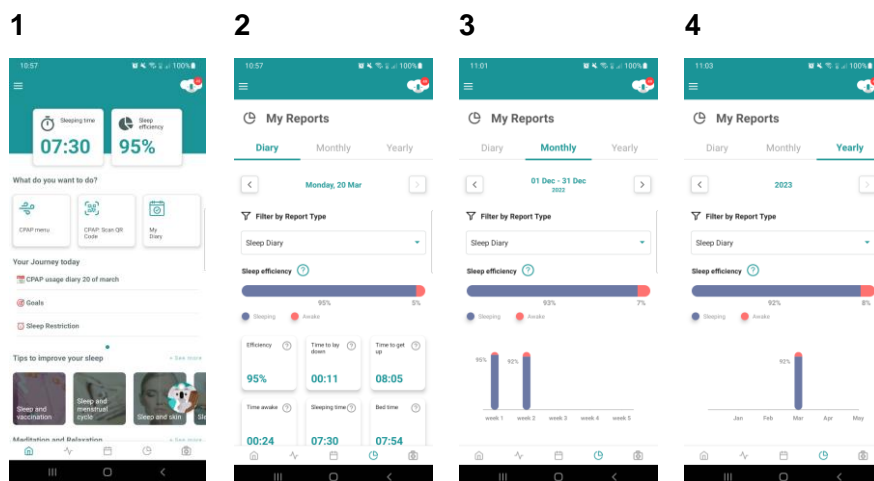 1
2
3
4
10:57
100%
Sleeping time
07:30
Sleep
efficiency
95%
What do you want to do?
CPAP menu
CPAP: Scan QR
Code
My
Diary
Your Journey today
CPAP usage diary 20 of march
Goals
Sleep Restriction
Tips to improve your sleep
+ See more
Sleep and
vaccination
Sleep and
menstrual
cycle
Sleep and skin
Meditation and Relaxation
+ See more
10:57
100%
My Reports
Diary
Monthly
Yearly
Monday, 20 Mar
Filter by Report Type
Sleep Diary
Sleep efficiency
95%
5%
Sleeping
Awake
Efficiency
95%
Time to lay
down
00:11
Time to get
up
08:05
Time awake
00:24
Sleeping time
07:30
Bed time
07:54
11:01
100%
My Reports
Diary
Monthly
Yearly
01 Dec - 31 Dec
2022
Filter by Report Type
Sleep Diary
Sleep efficiency
93%
7%
Sleeping
Awake
95%
92%
week 1 week 2 week 3 week 4 week 5
11:03
100%
My Reports
Diary
Monthly
Yearly
2023
Filter by Report Type
Sleep Diary
Sleep efficiency
92%
8%
Sleeping
Awake
92%
Jan Feb Mar Apr May